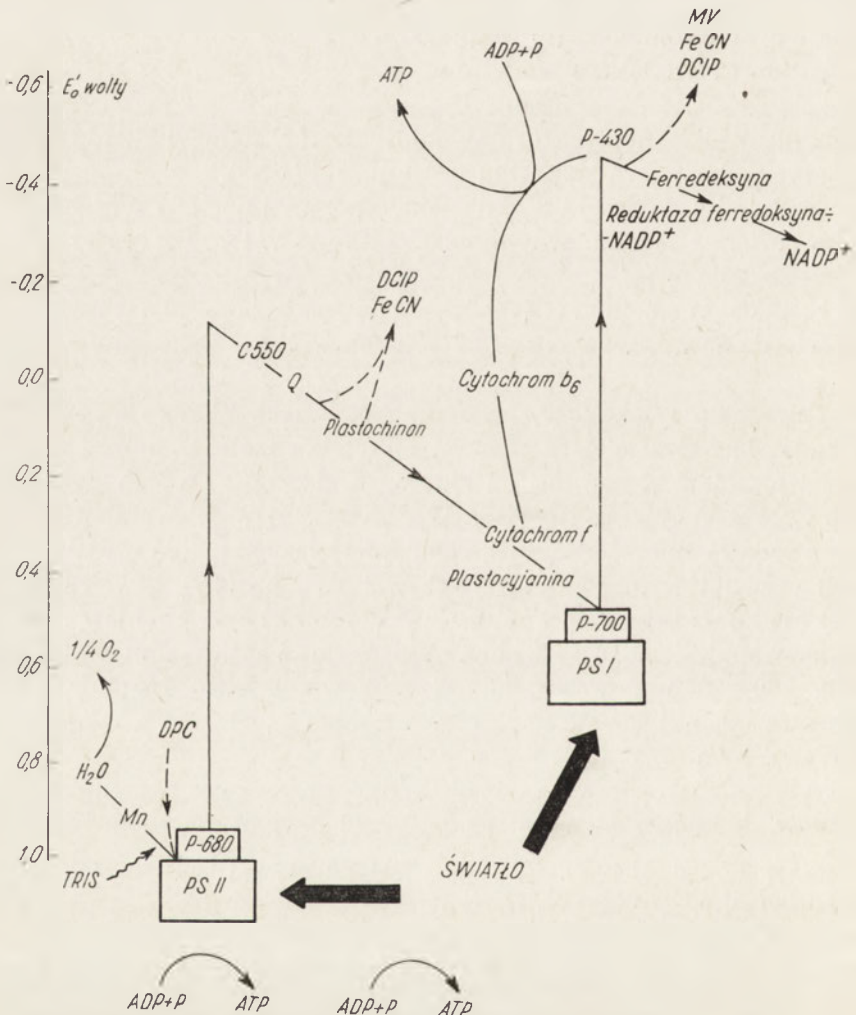 MV
Fe CN
DCIP
ADP+P
ATP
-0,6
E'₀ wolty
P-430
-0,4
Ferredeksyna
Reduktaza ferredoksyna÷
-NADP⁺
NADP⁺
-0,2
DCIP
Fe CN
C550
Q
0,0
Cytochrom b₆
Plastochinon
0,2
Cytochrom f
0,4
Plastocyjanina
P-700
PS I
1/4 O₂
0,6
DPC
0,8
H₂O
Mn
P-680
1,0
TRIS
PS II
ŚWIATŁO
ADP+P
ATP
ADP+P
ATP